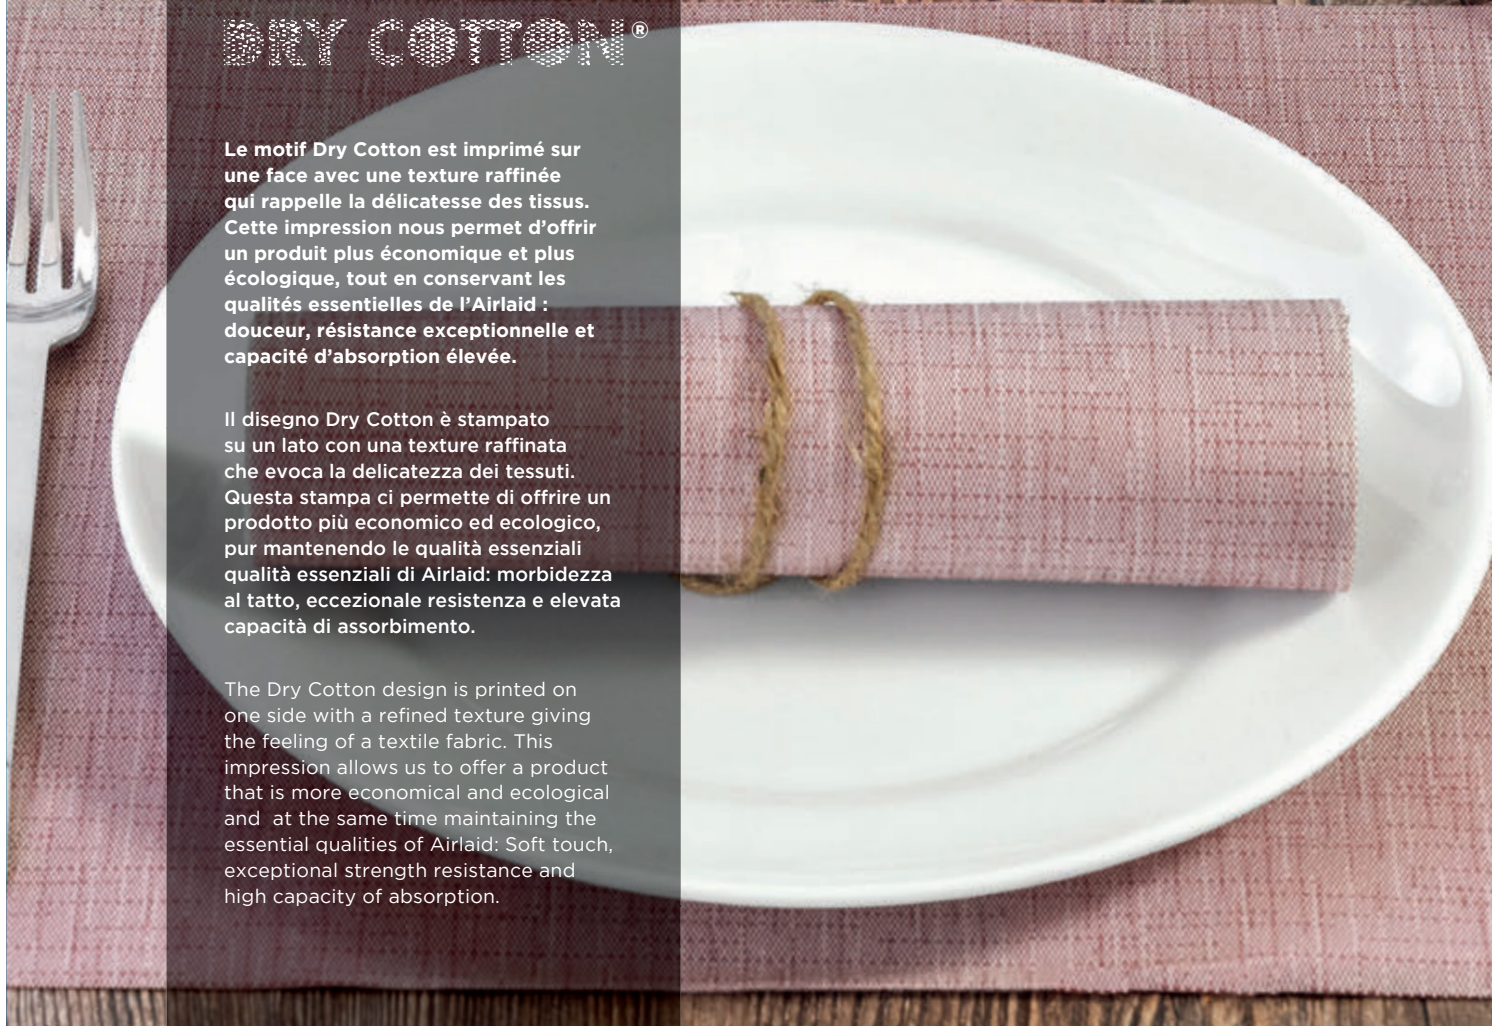 DRY COTTON®
Le motif Dry Cotton est imprimé sur
une face avec une texture raffinée
qui rappelle la délicatesse des tissus.
Cette impression nous permet d’offrir
un produit plus économique et plus
écologique, tout en conservant les
qualités essentielles de l’Airlaid :
douceur, résistance exceptionnelle et
capacité d’absorption élevée.
Il disegno Dry Cotton è stampato
su un lato con una texture raffinata
che evoca la delicatezza dei tessuti.
Questa stampa ci permette di offrire un
prodotto più economico ed ecologico,
pur mantenendo le qualità essenziali
qualità essenziali di Airlaid: morbidezza
al tatto, eccezionale resistenza e elevata
capacità di assorbimento.
The Dry Cotton design is printed on
one side with a refined texture giving
the feeling of a textile fabric. This
impression allows us to offer a product
that is more economical and ecological
and  at the same time maintaining the
essential qualities of Airlaid: Soft touch,
exceptional strength resistance and
high capacity of absorption.